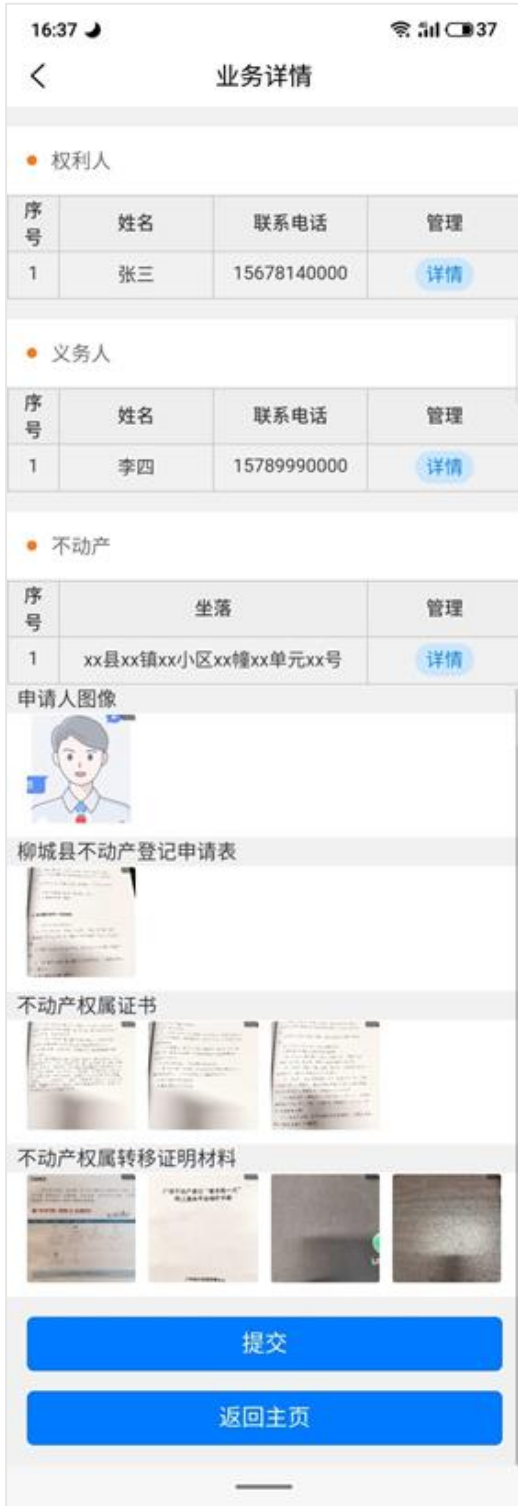 16:37
37
业务详情
权利人
序号 姓名 联系电话 管理
1 张三 15678140000 详情
义务人
序号 姓名 联系电话 管理
1 李四 15789990000 详情
不动产
序号 坐落 管理
1 xx县xx镇xx小区xx幢xx单元xx号 详情
申请人图像
柳城县不动产登记申请表
不动产权属证书
不动产权属转移证明材料
提交
返回主页